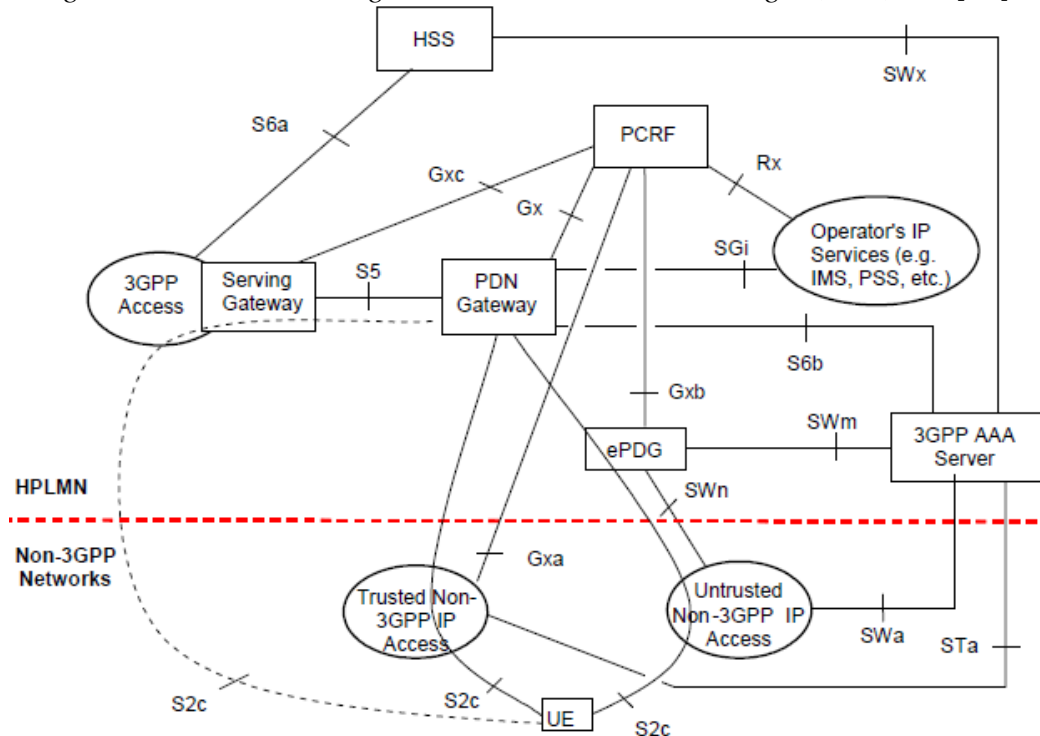 HSS
SWx
S6a
PCRF
Gxc
Rx
Gx
Operator's IP
Services (e.g.
IMS, PSS, etc.)
SGi
3GPP
Access
Serving
Gateway
S5
PDN
Gateway
S6b
Gxb
SWm
3GPP AAA
Server
ePDG
SWn
HPLMN
Non-3GPP
Networks
Gxa
Trusted Non-
3GPP IP
Access
Untrusted
Non-3GPP IP
Access
SWa
STa
S2c
S2c
UE
S2c